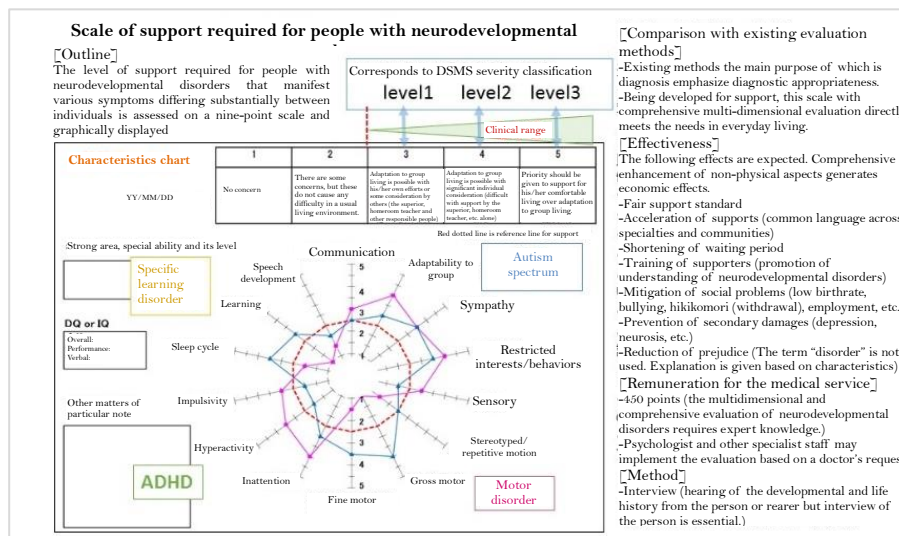 Scale of support required for people with neurodevelopmental
[Outline]
The level of support required for people with
neurodevelopmental disorders that manifest
various symptoms differing substantially between
individuals is assessed on a nine-point scale and
graphically displayed
Corresponds to DSMS severity classification
level1 level2 level3
Clinical range
Characteristics chart
YY/MM/DD
1 2 3 4 5
No concern
There are some
concerns, but these
do not cause any
difficulty in a usual
living environment.
Adaptation to group
living is possible with
his/her own efforts or
some consideration by
others (the superior,
homeroom teacher and
other responsible people)
Adaptation to group
living is possible with
significant individual
consideration (difficult
with support by the
superior, homeroom
teacher, etc. alone)
Priority should be
given to support for
his/her comfortable
living over adaptation
to group living.
Red dotted line is reference line for support
Strong area, special ability and its level
Specific
learning
disorder
DQ or IQ
Overall:
Performance:
Verbal:
Other matters of
particular note
ADHD
Autism
spectrum
Motor
disorder
Communication
Adaptability to
group
Sympathy
Restricted
interests/behaviors
Sensory
Stereotyped/
repetitive motion
Gross motor
Fine motor
Inattention
Hyperactivity
Impulsivity
Sleep cycle
Learning
Speech
development
5
4
3
2
1
1
2
3
4
5
[Comparison with existing evaluation
methods]
-Existing methods the main purpose of which is
diagnosis emphasize diagnostic appropriateness.
-Being developed for support, this scale with
comprehensive multi-dimensional evaluation directl
meets the needs in everyday living.
[Effectiveness]
The following effects are expected. Comprehensive
enhancement of non-physical aspects generates
economic effects.
-Fair support standard
-Acceleration of supports (common language across
specialties and communities)
-Shortening of waiting period
-Training of supporters (promotion of
understanding of neurodevelopmental disorders)
-Mitigation of social problems (low birthrate,
bullying, hikikomori (withdrawal), employment, etc.
-Prevention of secondary damages (depression,
neurosis, etc.)
-Reduction of prejudice (The term “disorder” is not
used. Explanation is given based on characteristics)
[Remuneration for the medical service]
-450 points (the multidimensional and
comprehensive evaluation of neurodevelopmental
disorders requires expert knowledge.)
-Psychologist and other specialist staff may
implement the evaluation based on a doctor's reques
[Method]
-Interview (hearing of the developmental and life
history from the person or rearer but interview of
the person is essential.)